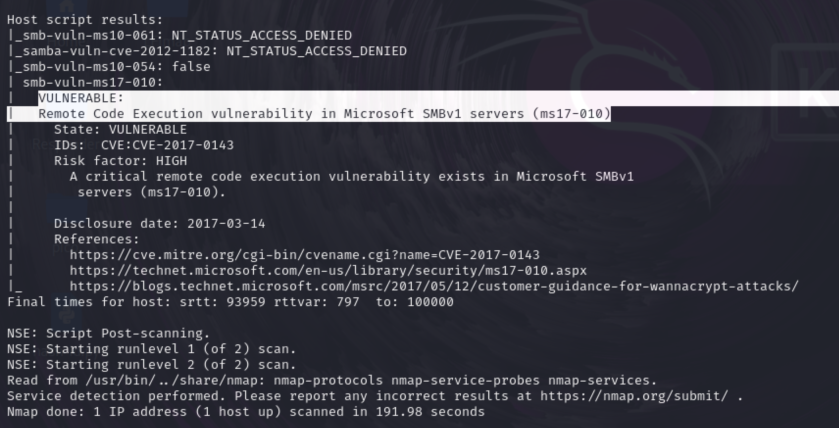 Host script results:
|_smb-vuln-ms10-061: NT_STATUS_ACCESS_DENIED
|_samba-vuln-cve-2012-1182: NT_STATUS_ACCESS_DENIED
|_smb-vuln-ms10-054: false
| smb-vuln-ms17-010:
|   VULNERABLE:
|   Remote Code Execution vulnerability in Microsoft SMBv1 servers (ms17-010)
|     State: VULNERABLE
|     IDs:  CVE:CVE-2017-0143
|     Risk factor: HIGH
|       A critical remote code execution vulnerability exists in Microsoft SMBv1
|        servers (ms17-010).
|
|     Disclosure date: 2017-03-14
|     References:
|       https://cve.mitre.org/cgi-bin/cvename.cgi?name=CVE-2017-0143
|       https://technet.microsoft.com/en-us/library/security/ms17-010.aspx
|_      https://blogs.technet.microsoft.com/msrc/2017/05/12/customer-guidance-for-wannacrypt-attacks/
Final times for host: srtt: 93959 rttvar: 797  to: 100000
NSE: Script Post-scanning.
NSE: Starting runlevel 1 (of 2) scan.
NSE: Starting runlevel 2 (of 2) scan.
Read from /usr/bin/../share/nmap: nmap-protocols nmap-service-probes nmap-services.
Service detection performed. Please report any incorrect results at https://nmap.org/submit/ .
Nmap done: 1 IP address (1 host up) scanned in 191.98 seconds